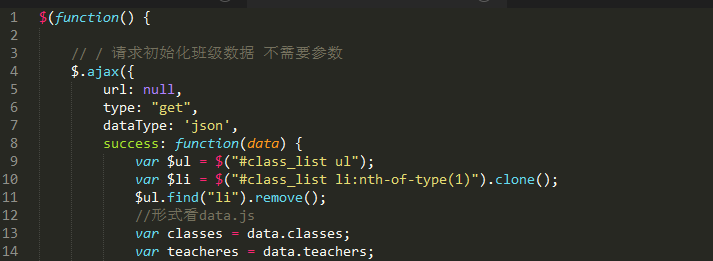 1 $(function() {
2
3 // / 请求初始化班级数据 不需要参数
4 $.ajax({
5 url: null,
6 type: "get",
7 dataType: 'json',
8 success: function(data) {
9 var $ul = $("#class_list ul");
10 var $li = $("#class_list li:nth-of-type(1)").clone();
11 $ul.find("li").remove();
12 //形式看data.js
13 var classes = data.classes;
14 var teacheres = data.teachers;